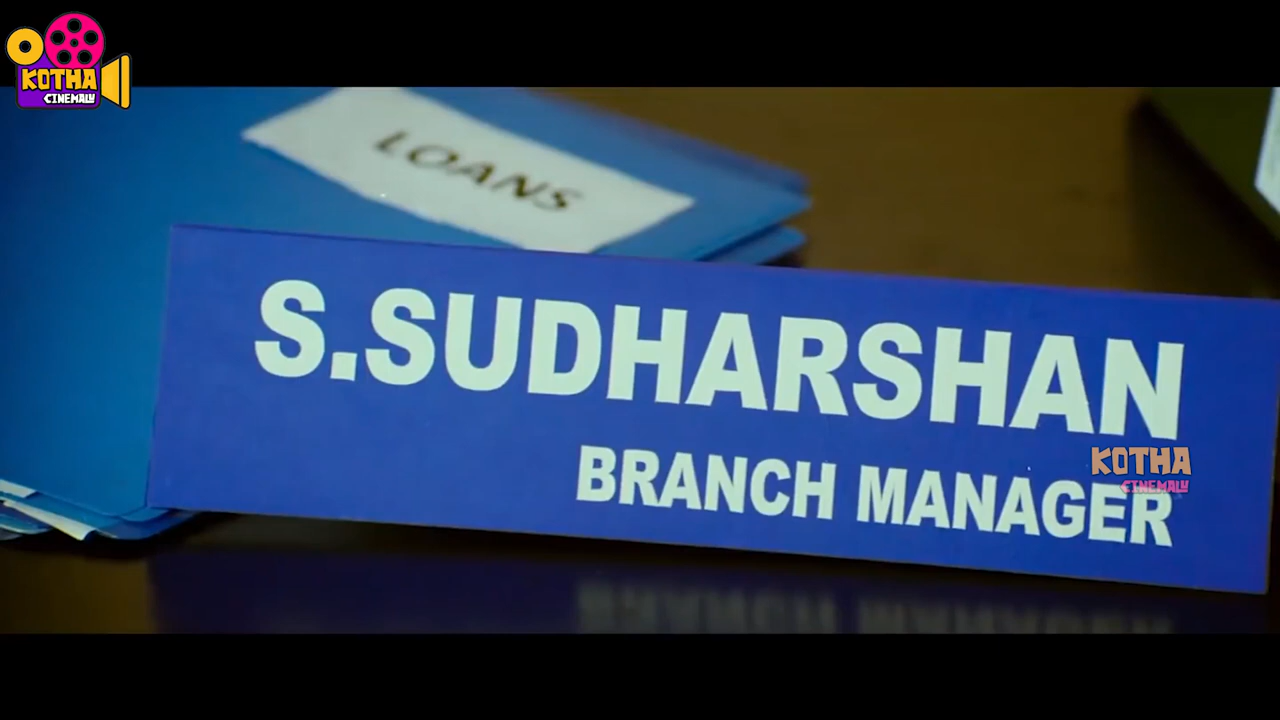 KOTHA
CINEMALU
LOANS
S.SUDHARSHAN
BRANCH MANAGER
KOTHA
CINEMALU